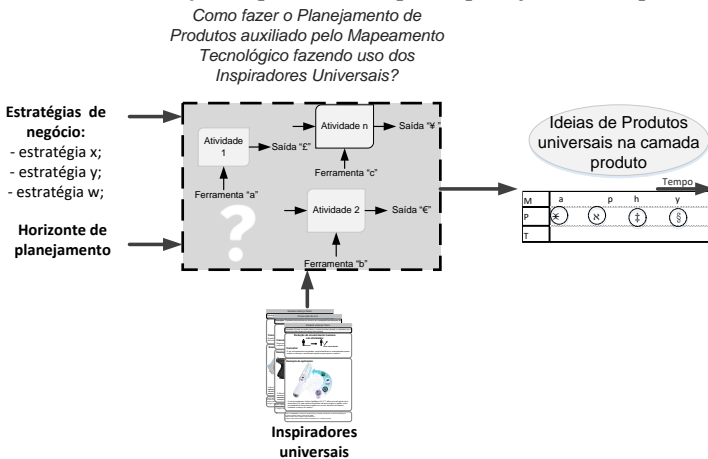 Como fazer o Planejamento de
Produtos auxiliado pelo Mapeamento
Tecnológico fazendo uso dos
Inspiradores Universais?
Estratégias de
negócio:
- estratégia x;
- estratégia y;
- estratégia w;
Horizonte de
planejamento
Atividade
1
Saída "£"
Ferramenta "a"
Atividade n
Saída "¥"
Ferramenta "c"
Atividade 2
Saída "€"
Ferramenta "b"
?
Ideias de Produtos
universais na camada
produto
Tempo
M a p h y
P ‡ §
T
Inspiradores
universais